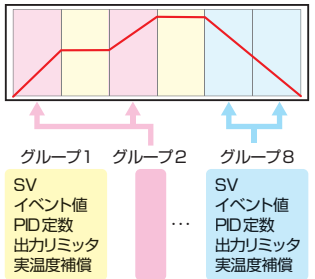 グループ1 グループ2 グループ8
SV
イベント値
PID定数
出力リミッタ
実温度補償
…
SV
イベント値
PID定数
出力リミッタ
実温度補償